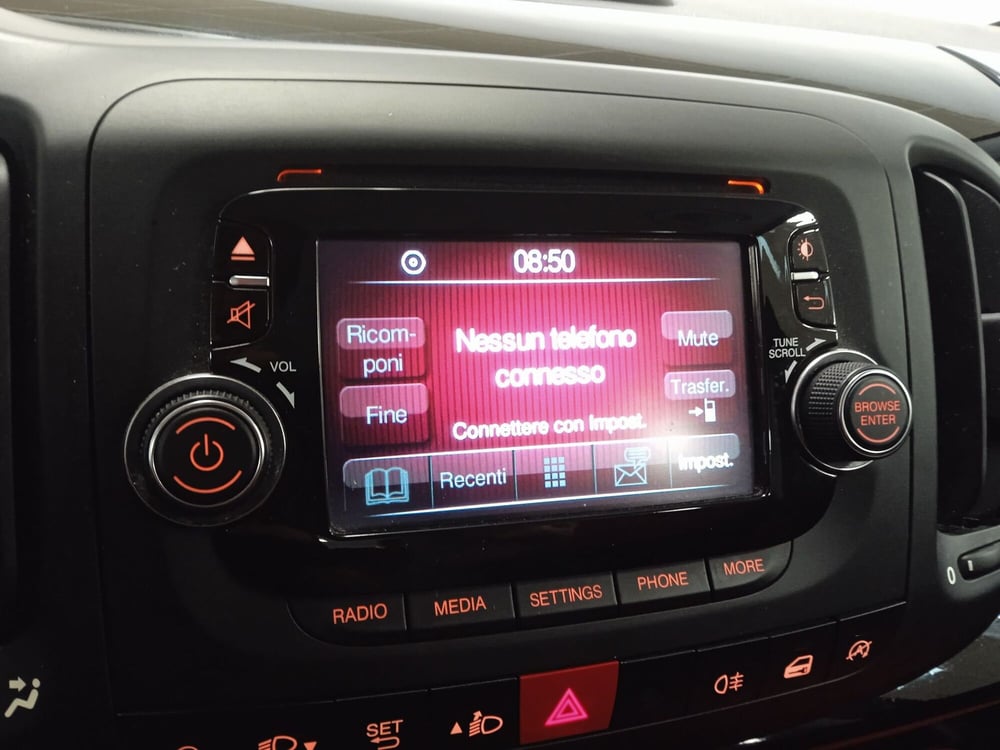 08:50
Ricom-
poni
Nessun telefono
connesso
Mute
Fine
Trasfer.
Connettere con Impost.
Recenti
Impost.
VOL
TUNE
SCROLL
BROWSE
ENTER
RADIO
MEDIA
SETTINGS
PHONE
MORE
0
SET